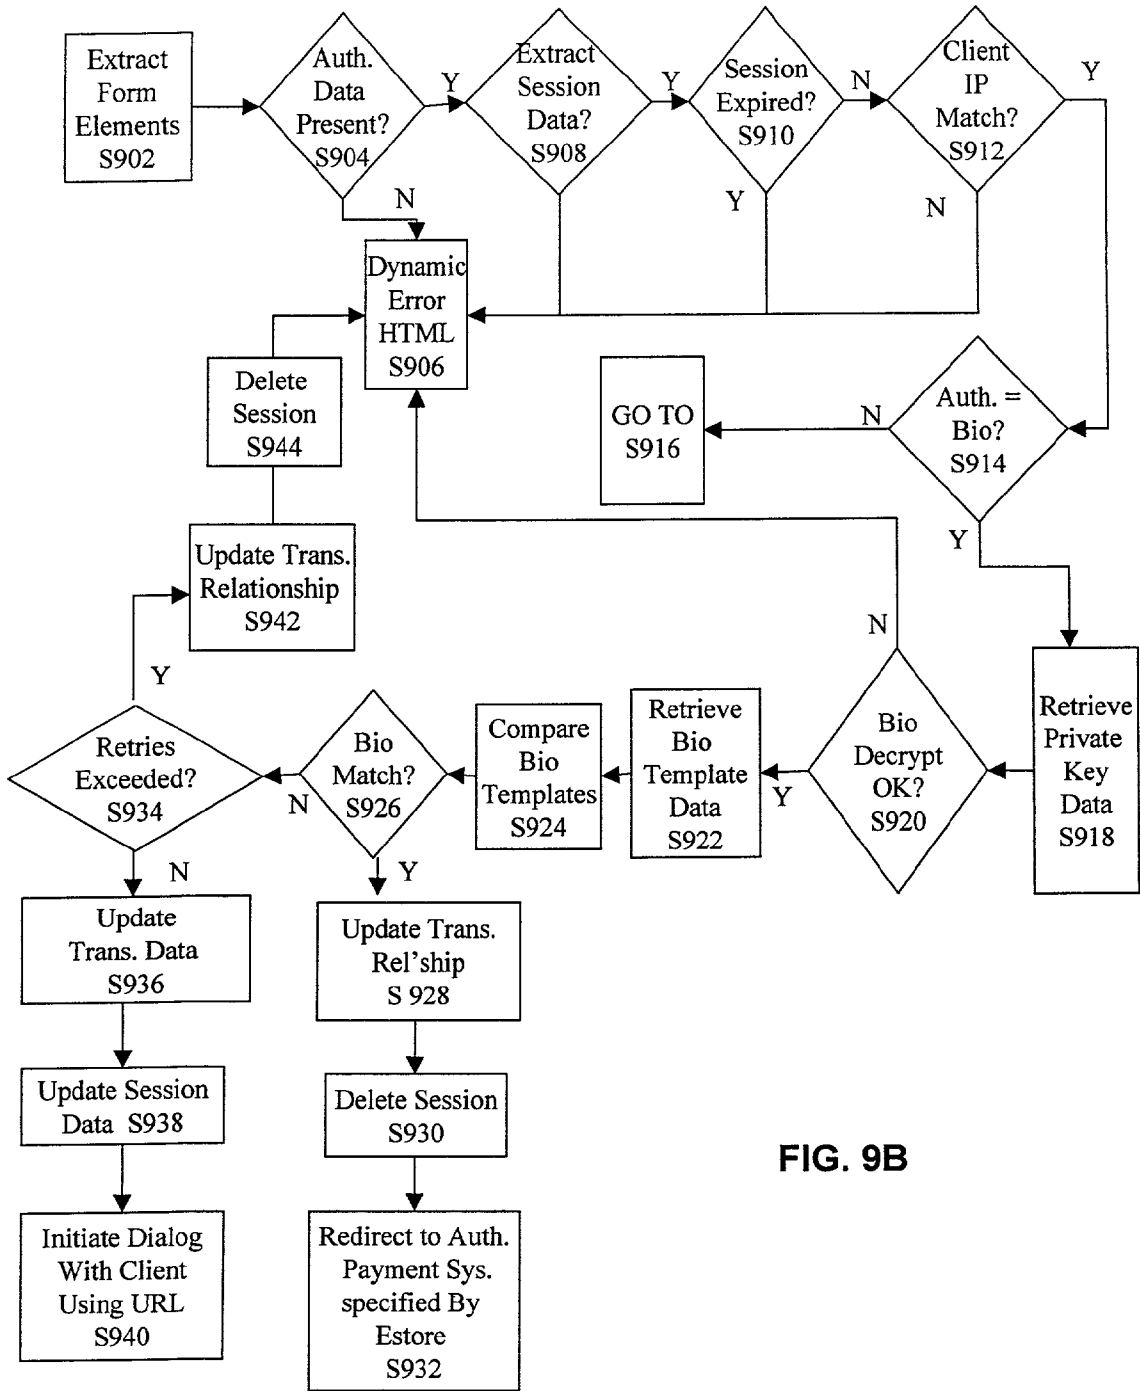 Extract
Form
Elements
S902
Auth.
Data
Present?
S904
Y
N
Extract
Session
Data?
S908
Y
Session
Expired?
S910
N
Y
Client
IP
Match?
S912
Y
N
Dynamic
Error
HTML
S906
Delete
Session
S944
GO TO
S916
N
Auth. =
Bio?
S914
Y
Update Trans.
Relationship
S942
Y
N
Retries
Exceeded?
S934
N
Bio
Match?
S926
Compare
Bio
Templates
S924
Retrieve
Bio
Template
Data
S922
Y
Bio
Decrypt
OK?
S920
Retrieve
Private
Key
Data
S918
N
Y
Update
Trans. Data
S936
Update Trans.
Rel'ship
S 928
Update Session
Data S938
Delete Session
S930
FIG. 9B
Initiate Dialog
With Client
Using URL
S940
Redirect to Auth.
Payment Sys.
specified By
Estore
S932